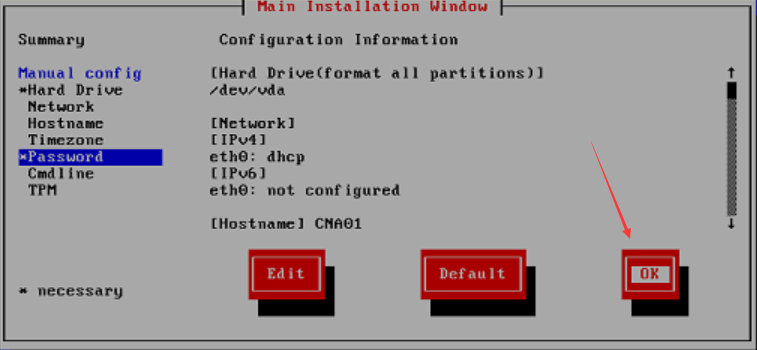 Main Installation Window
Summary
Configuration Information
Manual config
[Hard Drive(format all partitions)]
*Hard Drive
/dev/vda
Network
Hostname
[Network]
Timezone
[IPv4]
*Password
eth0: dhcp
Cmdline
[IPv6]
TPM
eth0: not configured
[Hostname] CNA01
Edit
Default
OK
* necessary